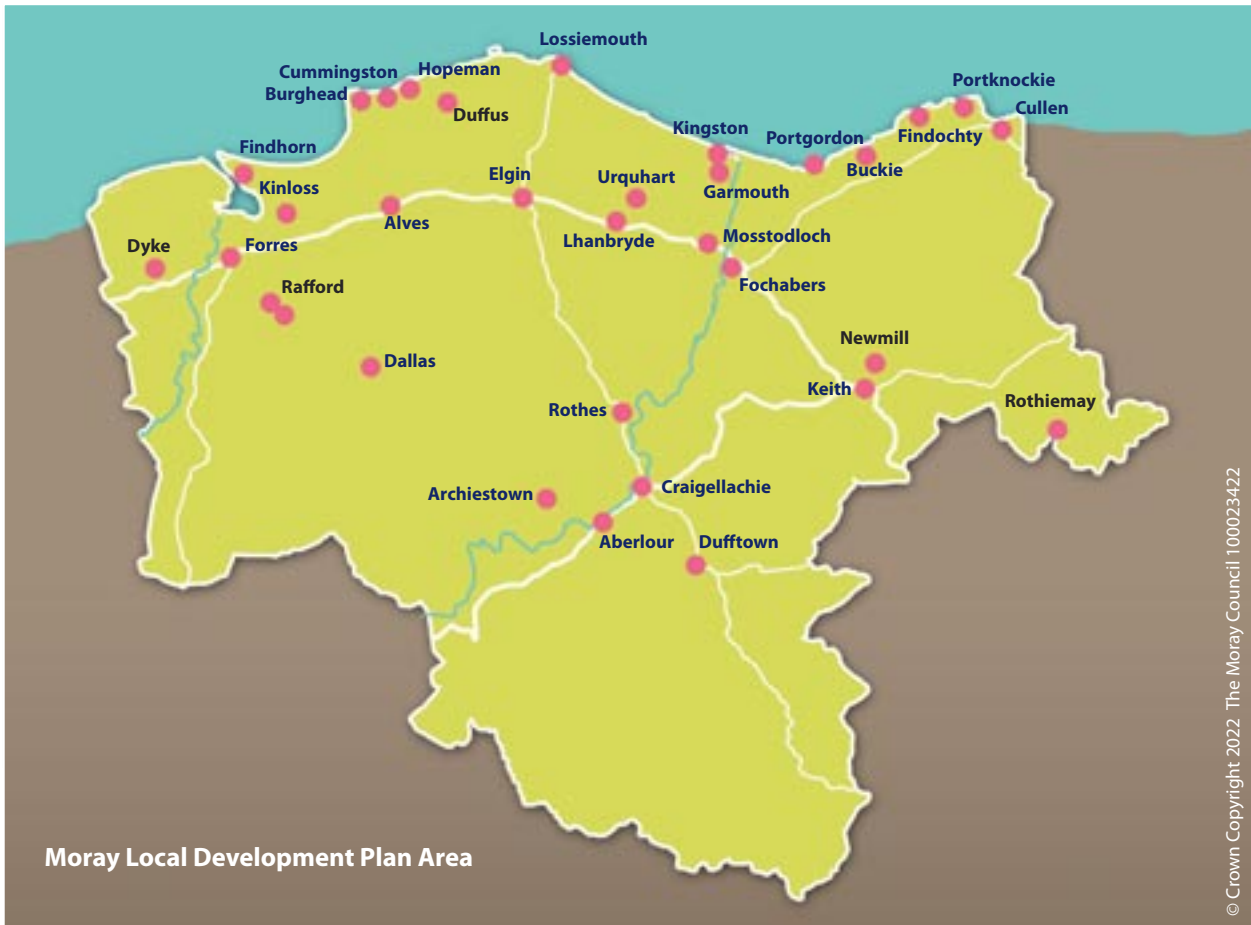 Lossiemouth
Cummingston
Hopeman
Burghead
Duffus
Portknockie
Cullen
Findochty
Kingston
Portgordon
Buckie
Garmouth
Findhorn
Kinloss
Elgin
Urquhart
Alves
Lhanbryde
Mosstodloch
Dyke
Forres
Fochabers
Rafford
Newmill
Dallas
Keith
Rothes
Rothiemay
Archiestown
Craigellachie
Aberlour
Dufftown
Moray Local Development Plan Area
© Crown Copyright 2022 The Moray Council 100023422